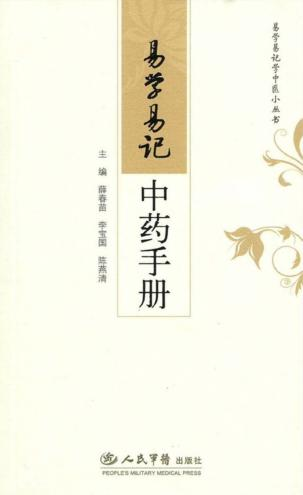 易学易记学中医小丛书
易学易记
中药手册
主编 薛春苗 李宝国 陈燕清
人民军医出版社
PEOPLE'S MILITARY MEDICAL PRESS